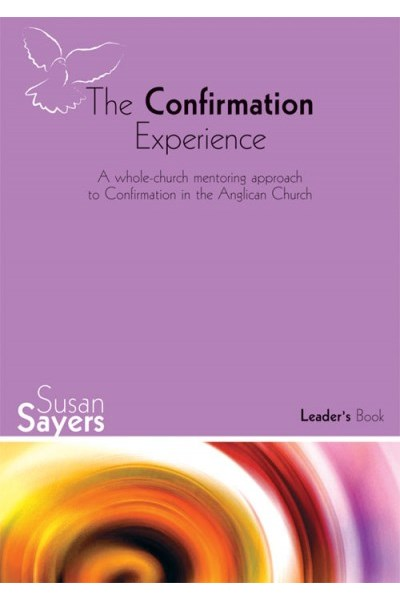 The Confirmation
Experience
A whole-church mentoring approach
to Confirmation in the Anglican Church
Susan
Sayers
Leader's Book